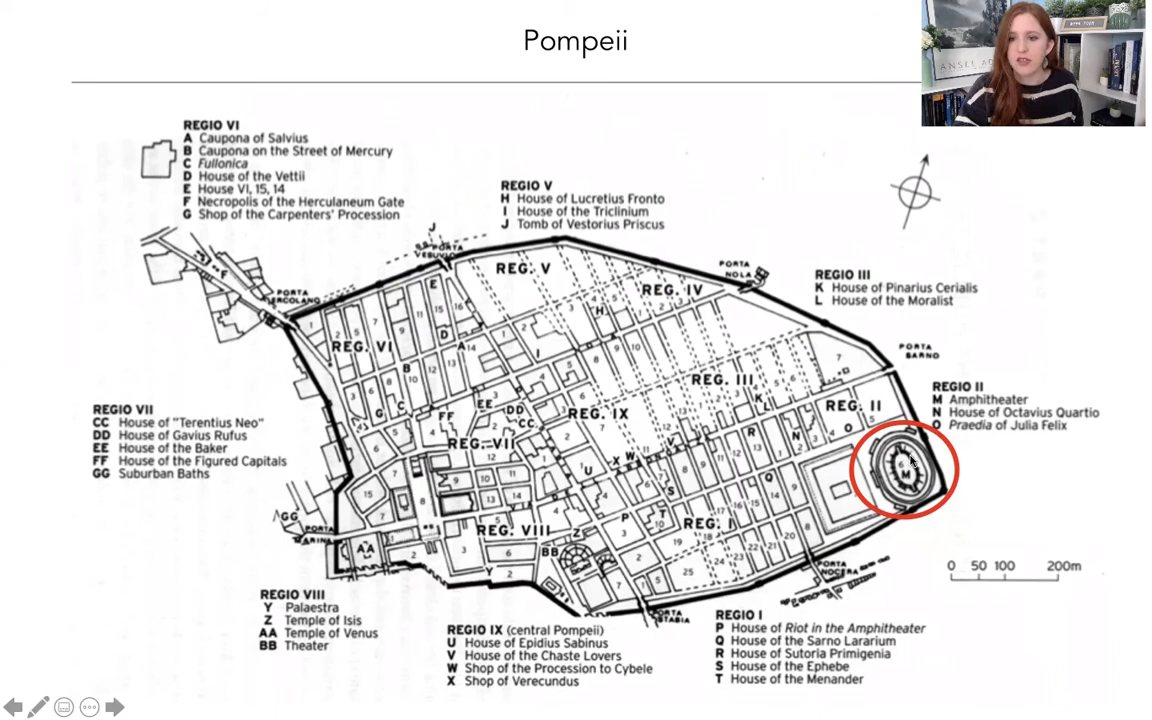 Pompeii
ANSEL AD
REGIO VI
A Caupona of Salvius
B Caupona on the Street of Mercury
C Fullonica
D House of the Vettii
E House VI, 15, 14
F Necropolis of the Herculaneum Gate
G Shop of the Carpenters' Procession
REGIO V
H House of Lucretius Fronto
I House of the Triclinium
J Tomb of Vestorius Priscus
REGIO III
K House of Pinarius Cerialis
L House of the Moralist
REGIO II
M Amphitheater
N House of Octavius Quartio
O Praedia of Julia Felix
REGIO VII
CC House of "Terentius Neo"
DD House of Gavius Rufus
EE House of the Baker
FF House of the Figured Capitals
GG Suburban Baths
J
PORTA
VESUVIO
PORTA
NOLA
PORTA
ERCOLANO
PORTA
SARNO
REG. V
REG. IV
REG. VI
REG. III
REG. II
REG. IX
REG. VII
REG. VIII
REG. I
PORTA
MARINA
PORTA
NOCERA
PORTA
STABIA
0 50 100 200m
REGIO VIII
Y Palaestra
Z Temple of Isis
AA Temple of Venus
BB Theater
REGIO IX (central Pompeii)
U House of Epidius Sabinus
V House of the Chaste Lovers
W Shop of the Procession to Cybele
X Shop of Verecundus
REGIO I
P House of Riot in the Amphitheater
Q House of the Sarno Lararium
R House of Sutoria Primigenia
S House of the Ephebe
T House of the Menander